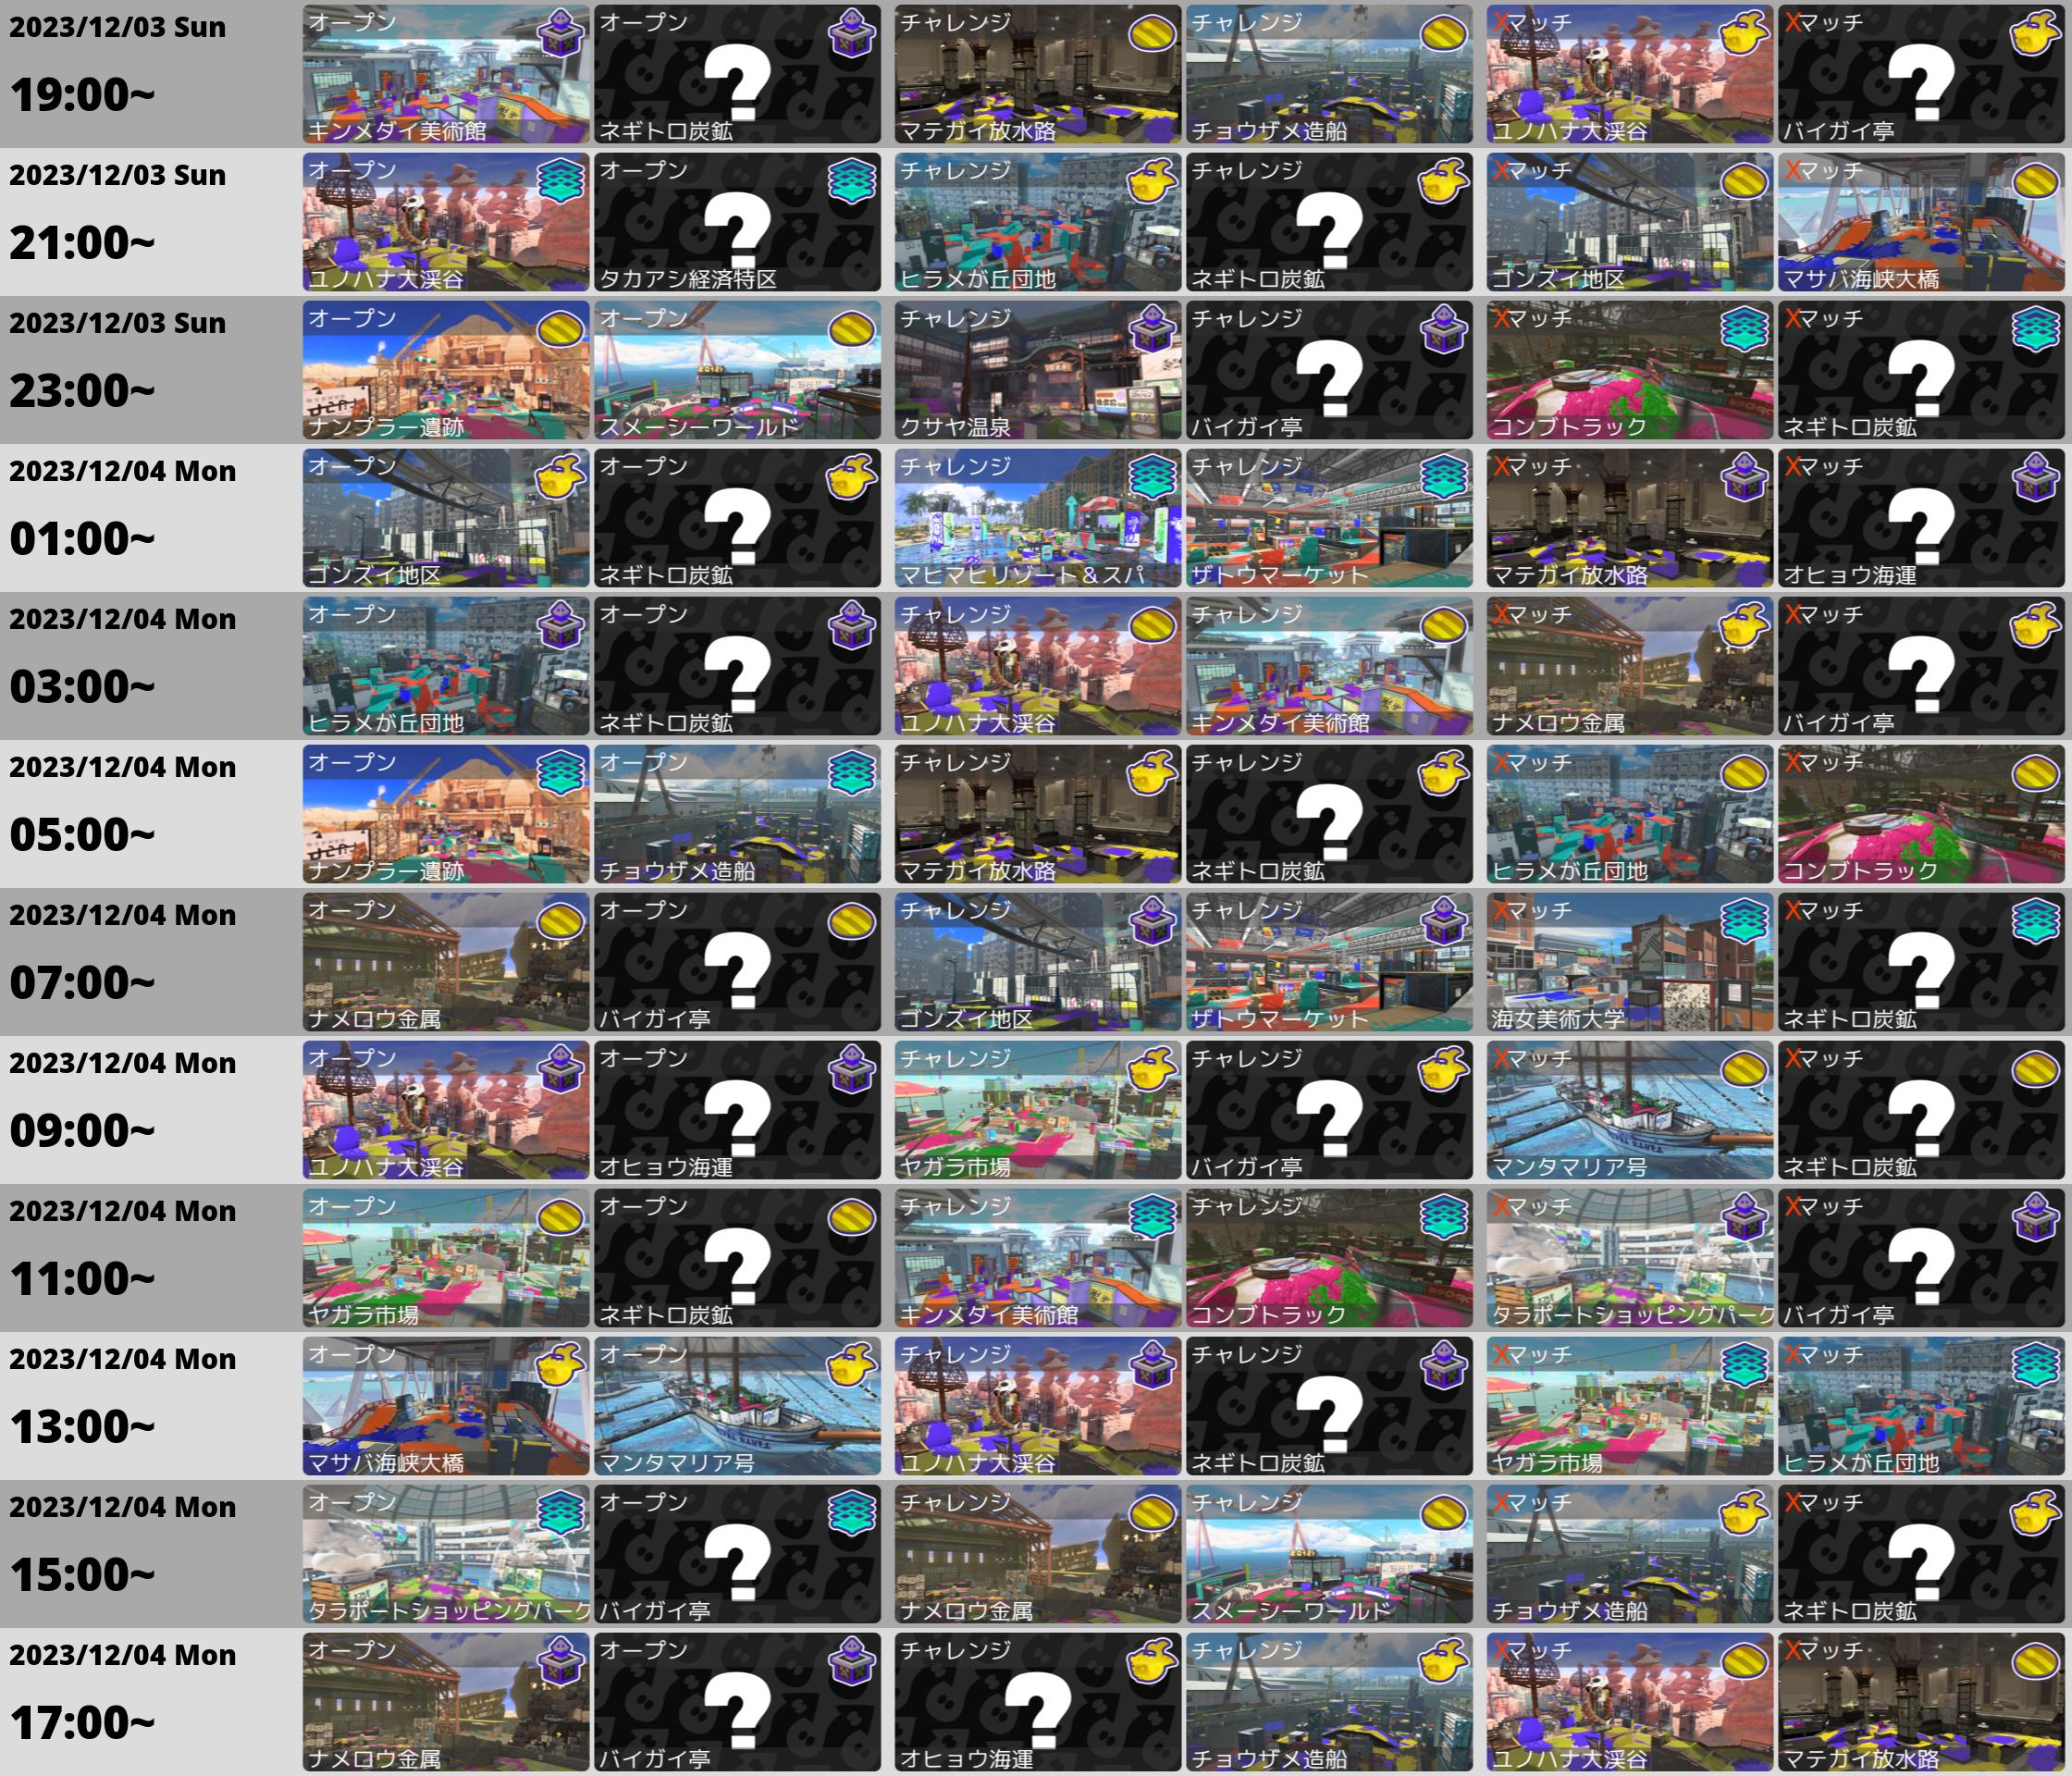 2023/12/03 Sun
19:00~
オープン
キンメダイ美術館
オープン
ネギトロ炭鉱
チャレンジ
マテガイ放水路
チャレンジ
チョウザメ造船
Xマッチ
ユノハナ大渓谷
Xマッチ
バイガイ亭
2023/12/03 Sun
21:00~
オープン
ユノハナ大渓谷
オープン
タカアシ経済特区
チャレンジ
ヒラメが丘団地
チャレンジ
ネギトロ炭鉱
Xマッチ
ゴンズイ地区
Xマッチ
マサバ海峡大橋
2023/12/03 Sun
23:00~
オープン
ナンプラー遺跡
オープン
スメーシーワールド
チャレンジ
クサヤ温泉
チャレンジ
バイガイ亭
Xマッチ
コンブトラック
Xマッチ
ネギトロ炭鉱
2023/12/04 Mon
01:00~
オープン
ゴンズイ地区
オープン
ネギトロ炭鉱
チャレンジ
マヒマヒリゾート＆スパ
チャレンジ
ザトウマーケット
Xマッチ
マテガイ放水路
Xマッチ
オヒョウ海運
2023/12/04 Mon
03:00~
オープン
ヒラメが丘団地
オープン
ネギトロ炭鉱
チャレンジ
ユノハナ大渓谷
チャレンジ
キンメダイ美術館
Xマッチ
ナメロウ金属
Xマッチ
バイガイ亭
2023/12/04 Mon
05:00~
オープン
ナンプラー遺跡
オープン
チョウザメ造船
チャレンジ
マテガイ放水路
チャレンジ
ネギトロ炭鉱
Xマッチ
ヒラメが丘団地
Xマッチ
コンブトラック
2023/12/04 Mon
07:00~
オープン
ナメロウ金属
オープン
バイガイ亭
チャレンジ
ゴンズイ地区
チャレンジ
ザトウマーケット
Xマッチ
海女美術大学
Xマッチ
ネギトロ炭鉱
2023/12/04 Mon
09:00~
オープン
ユノハナ大渓谷
オープン
オヒョウ海運
チャレンジ
ヤガラ市場
チャレンジ
バイガイ亭
Xマッチ
マンタマリア号
Xマッチ
ネギトロ炭鉱
2023/12/04 Mon
11:00~
オープン
ヤガラ市場
オープン
ネギトロ炭鉱
チャレンジ
キンメダイ美術館
チャレンジ
コンブトラック
Xマッチ
タラポートショッピングパーク
Xマッチ
バイガイ亭
2023/12/04 Mon
13:00~
オープン
マサバ海峡大橋
オープン
マンタマリア号
チャレンジ
ユノハナ大渓谷
チャレンジ
ネギトロ炭鉱
Xマッチ
ヤガラ市場
Xマッチ
ヒラメが丘団地
2023/12/04 Mon
15:00~
オープン
タラポートショッピングパーク
オープン
バイガイ亭
チャレンジ
ナメロウ金属
チャレンジ
スメーシーワールド
Xマッチ
チョウザメ造船
Xマッチ
ネギトロ炭鉱
2023/12/04 Mon
17:00~
オープン
ナメロウ金属
オープン
バイガイ亭
チャレンジ
オヒョウ海運
チャレンジ
チョウザメ造船
Xマッチ
ユノハナ大渓谷
Xマッチ
マテガイ放水路